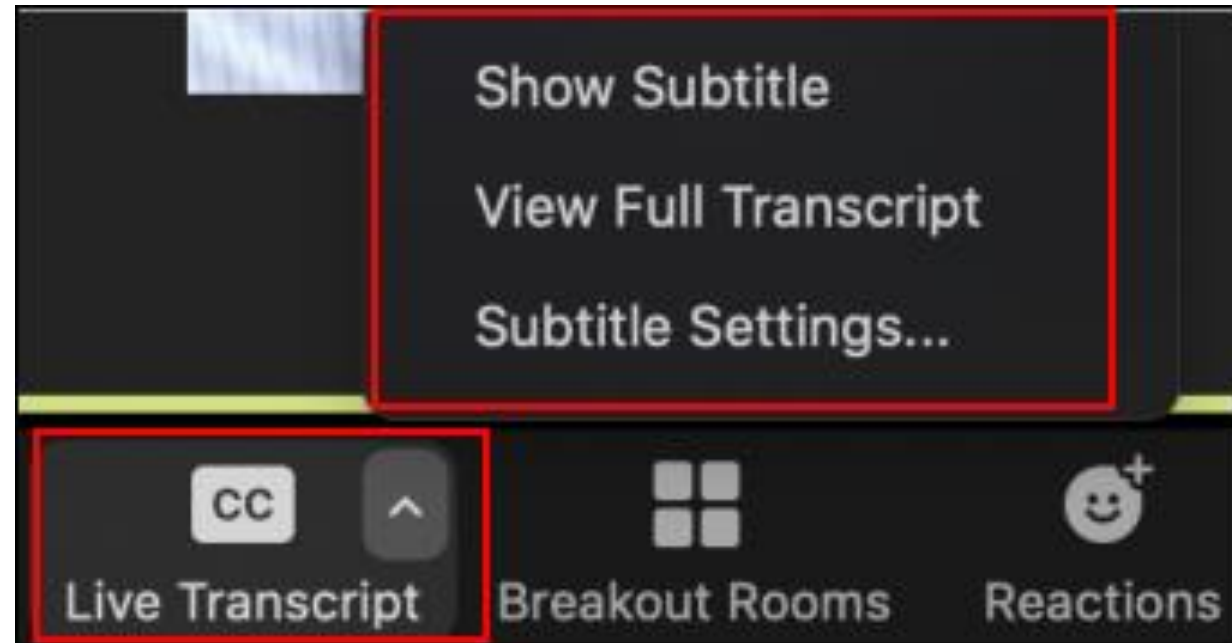 Show Subtitle
View Full Transcript
Subtitle Settings...
CC
Live Transcript
Breakout Rooms
Reactions